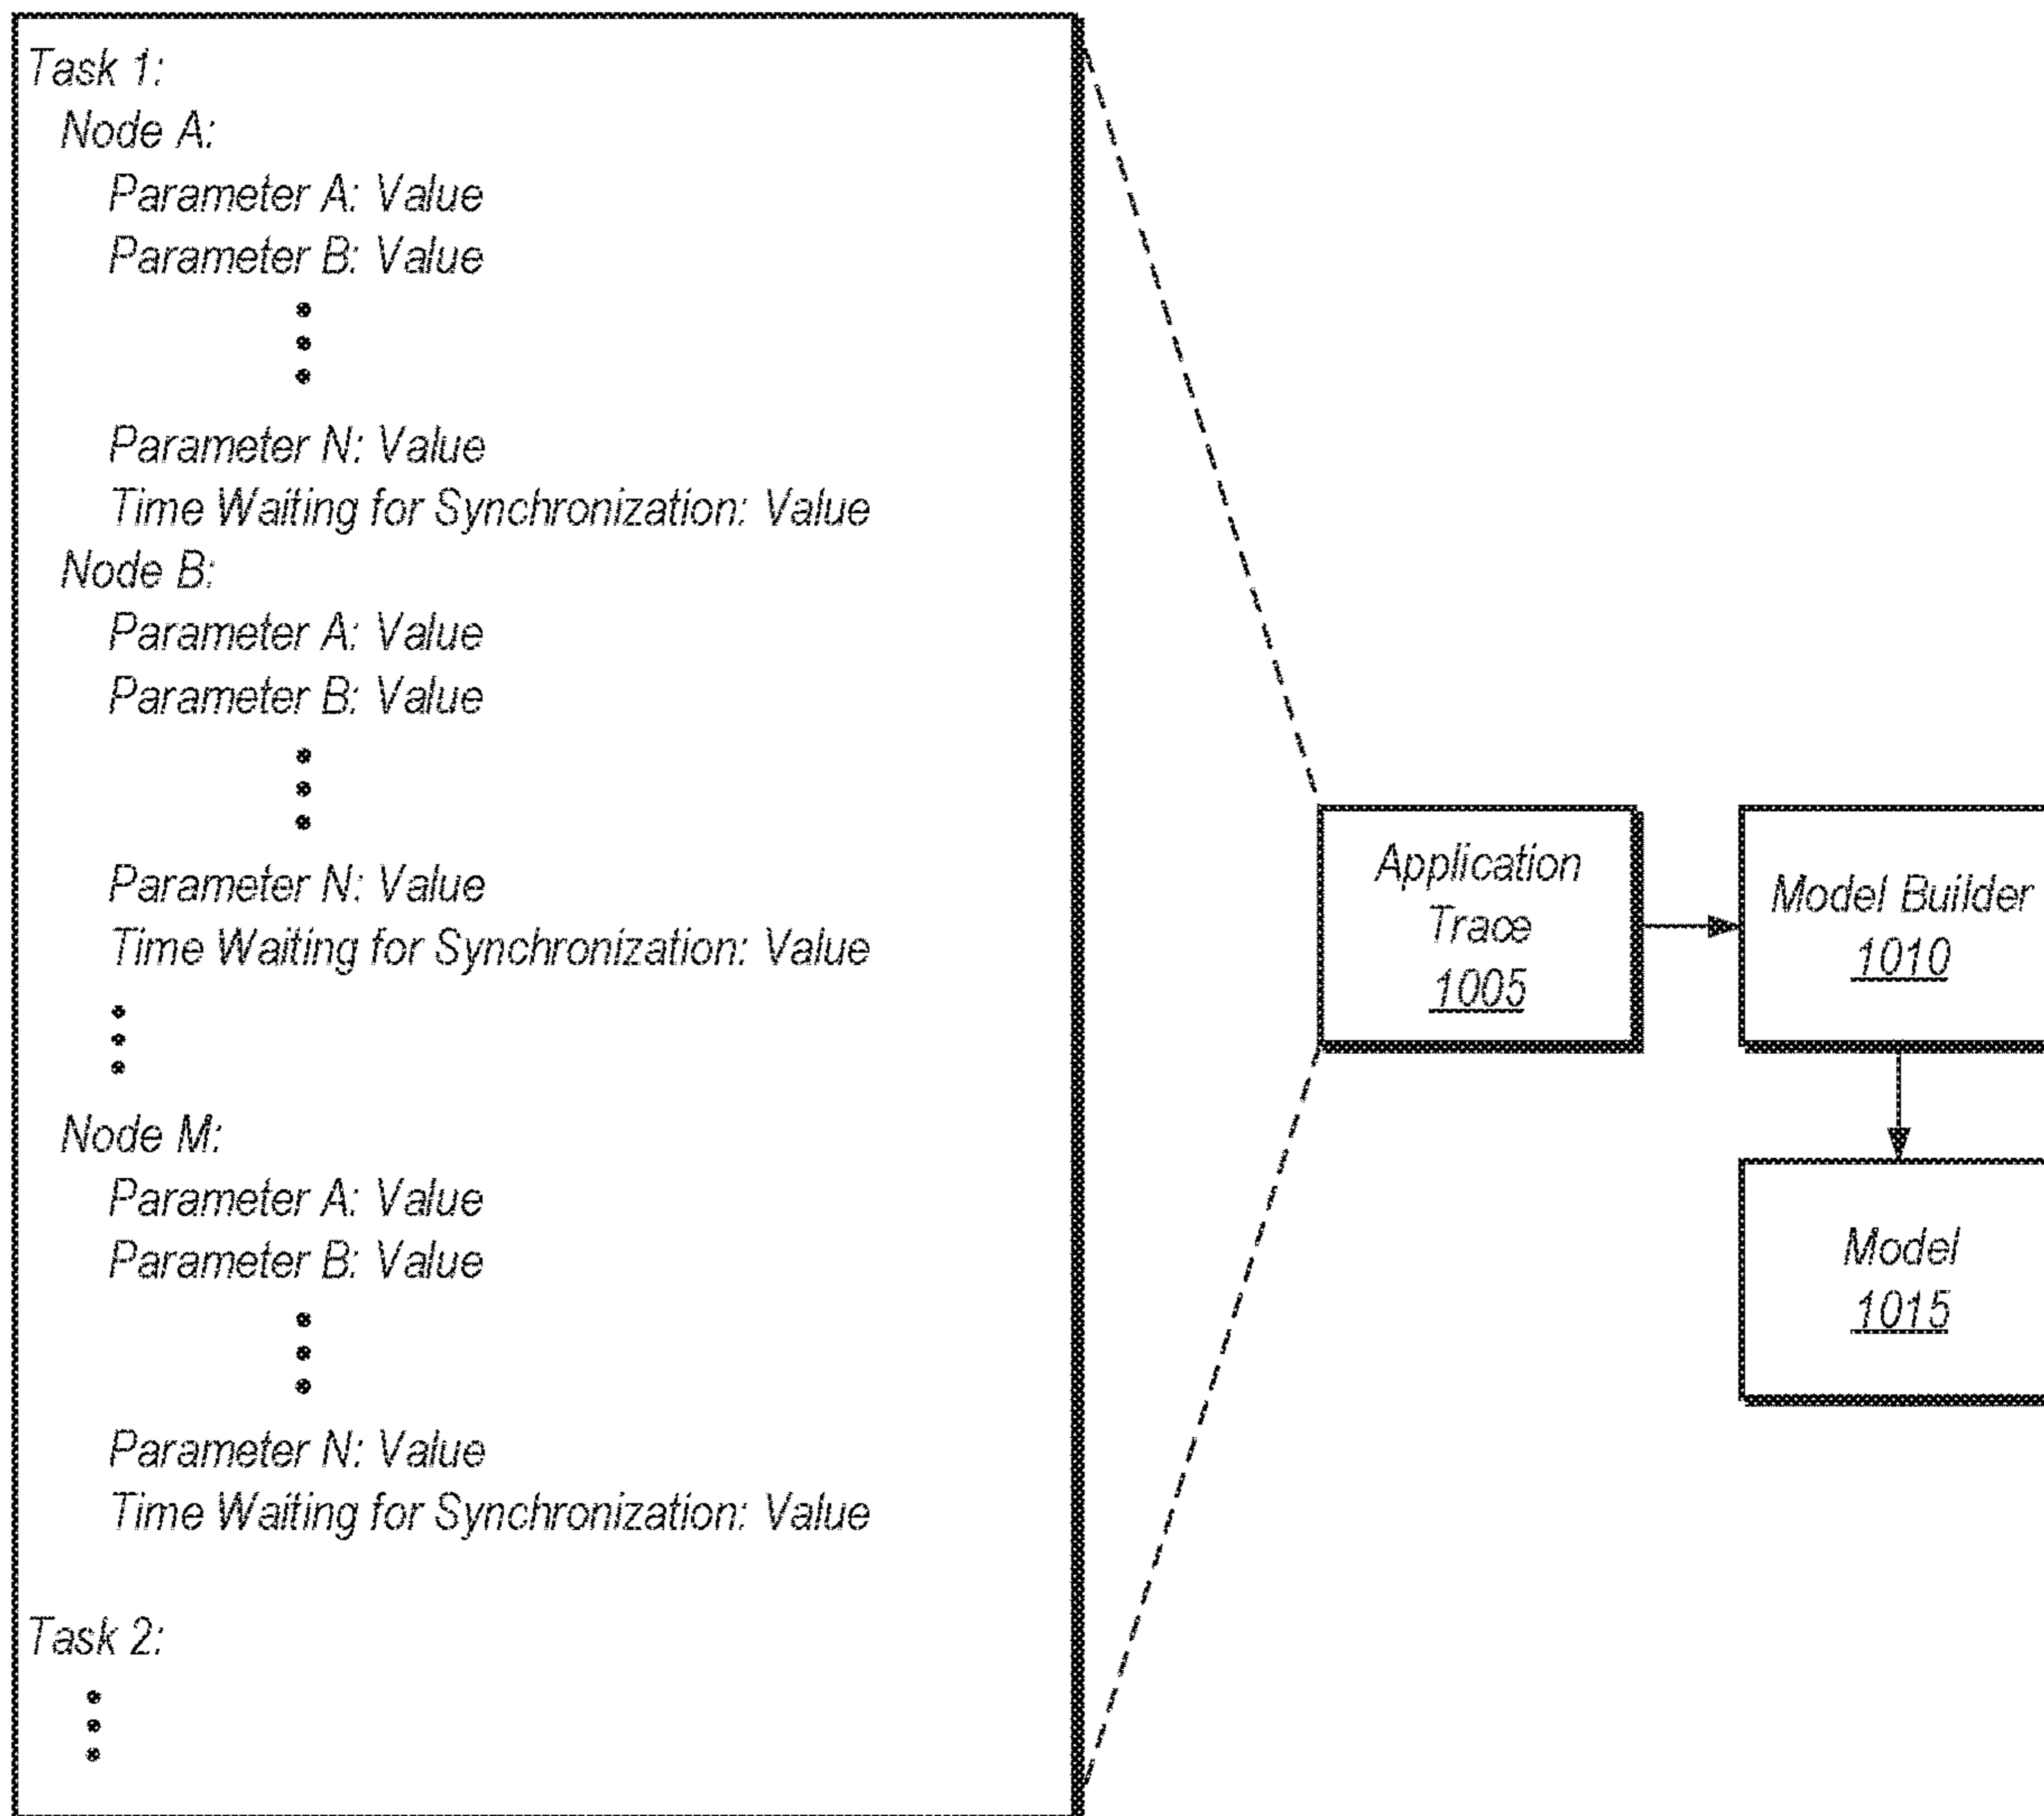 Task 1:
Node A:
Parameter A: Value
Parameter B: Value
Parameter N: Value
Time Waiting for Synchronization: Value
Node B:
Parameter A: Value
Parameter B: Value
Parameter N: Value
Time Waiting for Synchronization: Value
Node M:
Parameter A: Value
Parameter B: Value
Parameter N: Value
Time Waiting for Synchronization: Value
Task 2:
Application
Trace
1005
Model Builder
1010
Model
1015